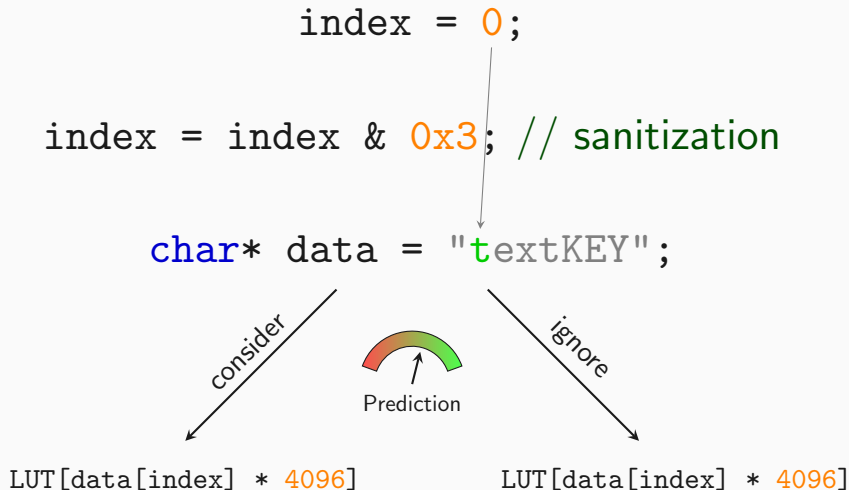 index = 0;
index = index & 0x3; // sanitization
char* data = "textKEY";
consider
ignore
Prediction
LUT[data[index] * 4096]
LUT[data[index] * 4096]